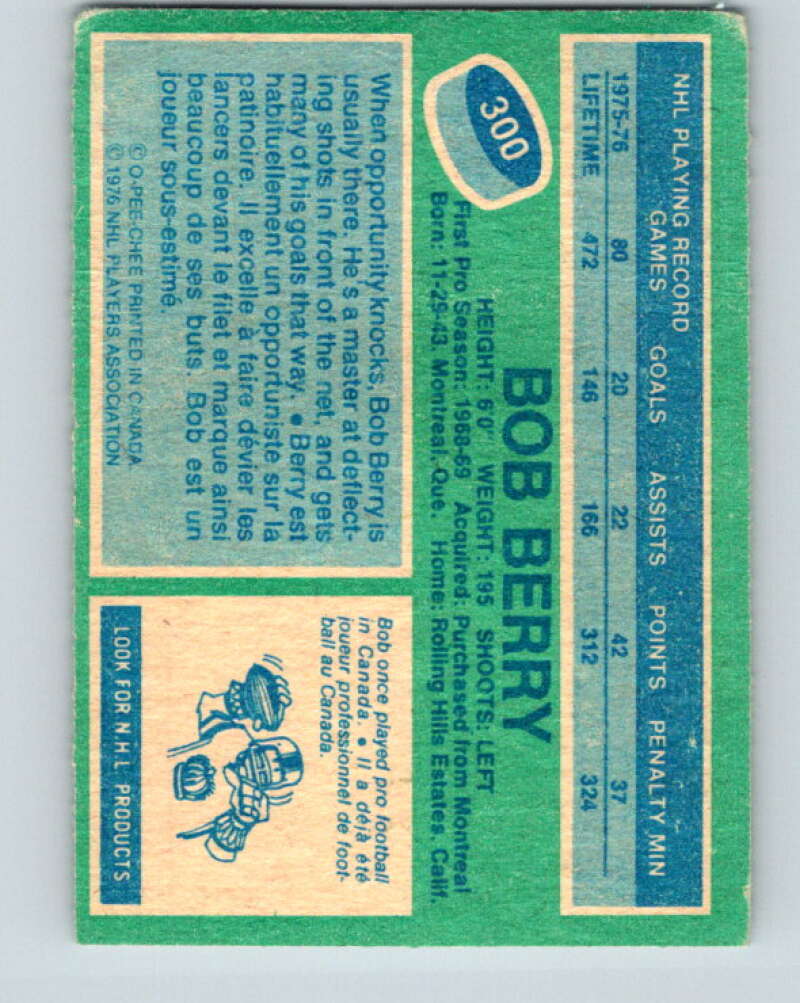 NHL PLAYING RECORD
GAMES GOALS ASSISTS POINTS PENALTY MIN
1975-76 80 20 22 42 37
LIFETIME 472 146 166 312 324
300
BOB BERRY
HEIGHT: 6'0" WEIGHT: 195 SHOOTS: LEFT
First Pro Season: 1968-69 Acquired: Purchased from Montreal
Born: 11-29-43, Montreal, Que. Home: Rolling Hills Estates, Calif.
When opportunity knocks, Bob Berry is
usually there. He's a master at deflect-
ing shots in front of the net, and gets
many of his goals that way. • Berry est
habituellement un opportuniste sur la
patinoire. Il excelle à faire dévier les
lancers devant le filet et marque ainsi
beaucoup de ses buts. Bob est un
joueur sous-estimé.
© O-PEE-CHEE PRINTED IN CANADA
© 1976 NHL PLAYERS ASSOCIATION
Bob once played pro football
in Canada. • Il a déjà été
joueur professionnel de foot-
ball au Canada.
LOOK FOR N H L PRODUCTS